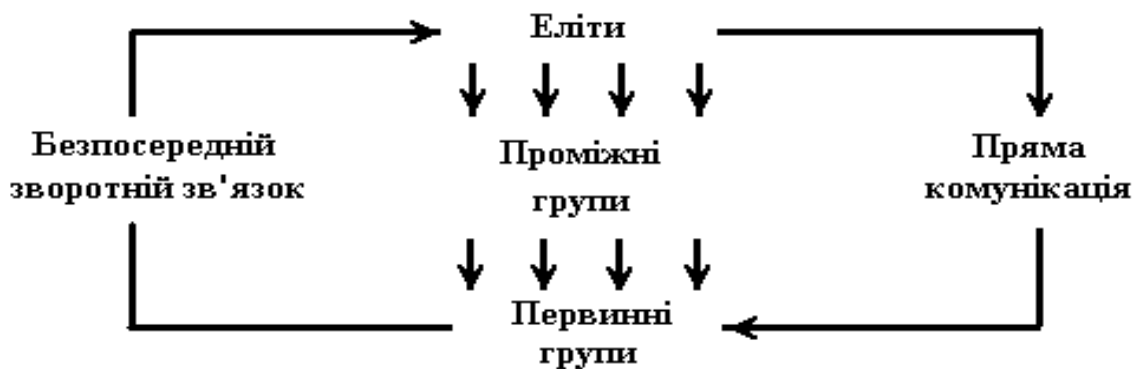 Еліти
Безпосередній
зворотній зв'язок
Проміжні
групи
Пряма
комунікація
Первинні
групи